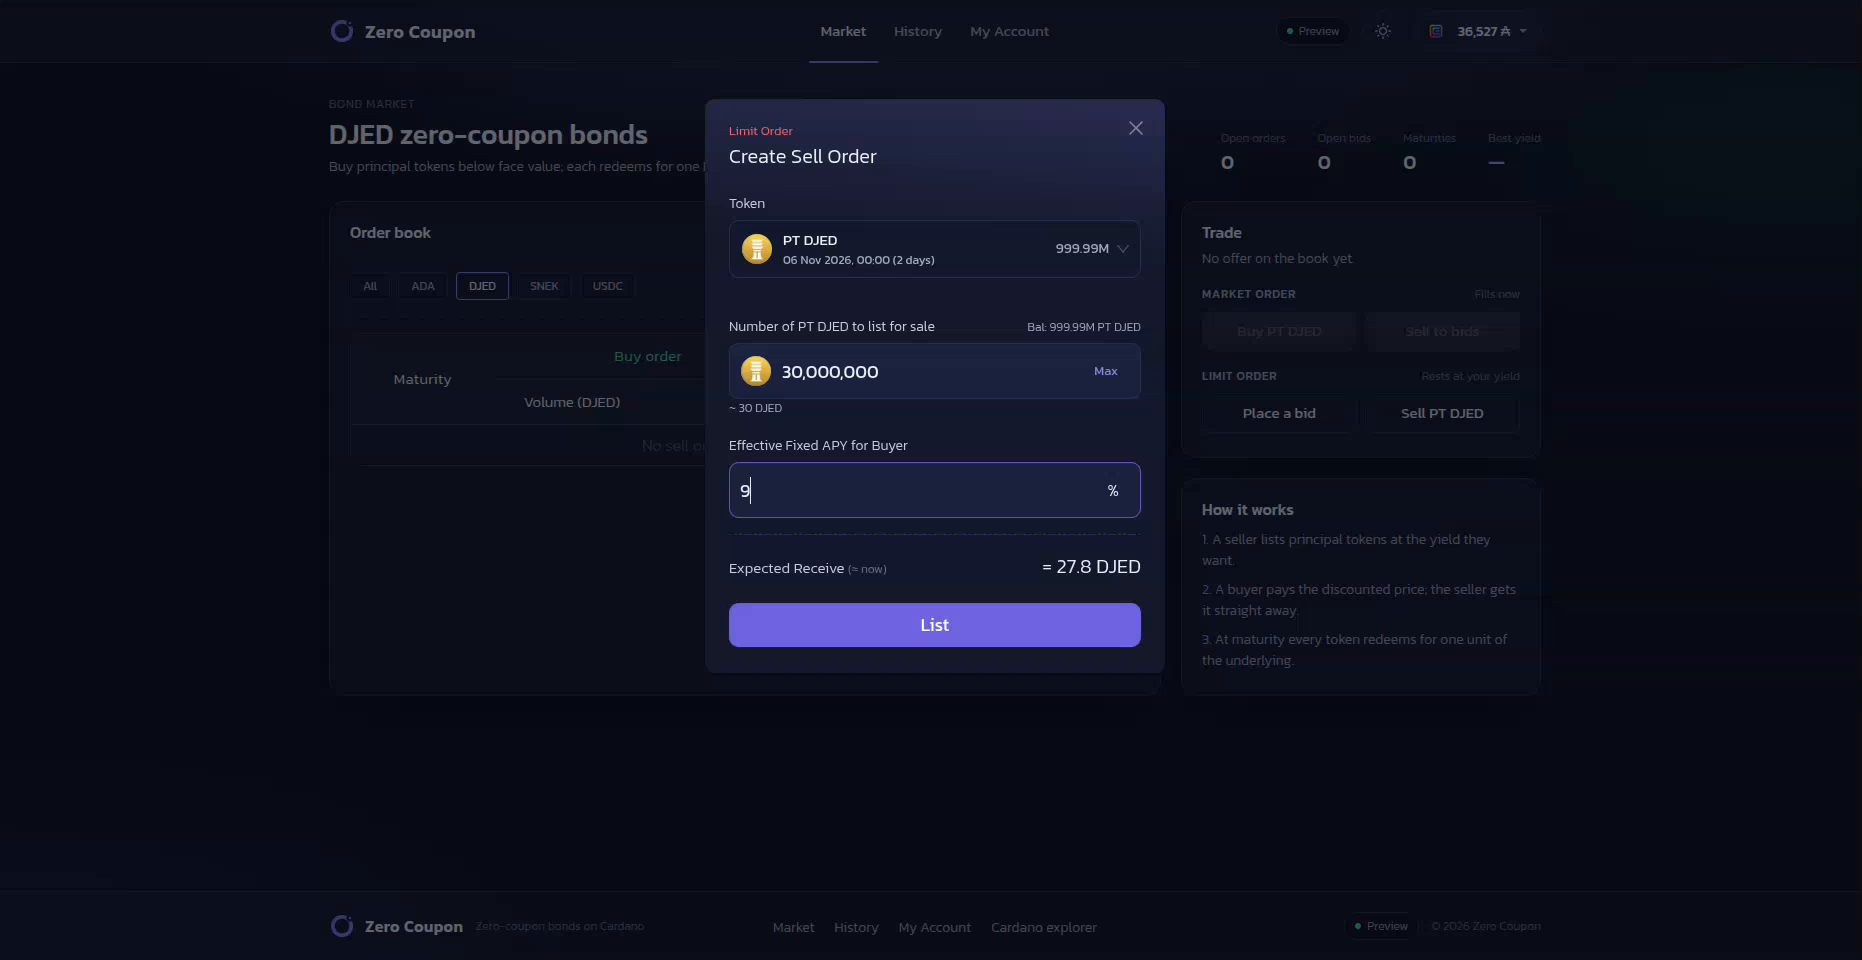 Zero Coupon
Market History My Account
Preview
36,527 ₳
BOND MARKET
DJED zero-coupon bonds
Buy principal tokens below face value; each redeems for one
Open orders Open bids Maturities Best yield
0 0 0 —
Order book
All ADA DJED SNEK USDC
Buy order
Maturity
Volume (DJED)
No sell
Limit Order
Create Sell Order
Token
PT DJED
06 Nov 2026, 00:00 (2 days)
999.99M
Number of PT DJED to list for sale
Bal: 999.99M PT DJED
30,000,000
Max
~ 30 DJED
Effective Fixed APY for Buyer
9
%
Expected Receive (≈ now)
= 27.8 DJED
List
Trade
No offer on the book yet.
MARKET ORDER Fills now
Buy PT DJED Sell to bids
LIMIT ORDER Rests at your yield
Place a bid Sell PT DJED
How it works
1. A seller lists principal tokens at the yield they
want.
2. A buyer pays the discounted price; the seller gets
it straight away.
3. At maturity every token redeems for one unit of
the underlying.
Zero Coupon Zero-coupon bonds on Cardano
Market History My Account Cardano explorer
Preview
© 2026 Zero Coupon